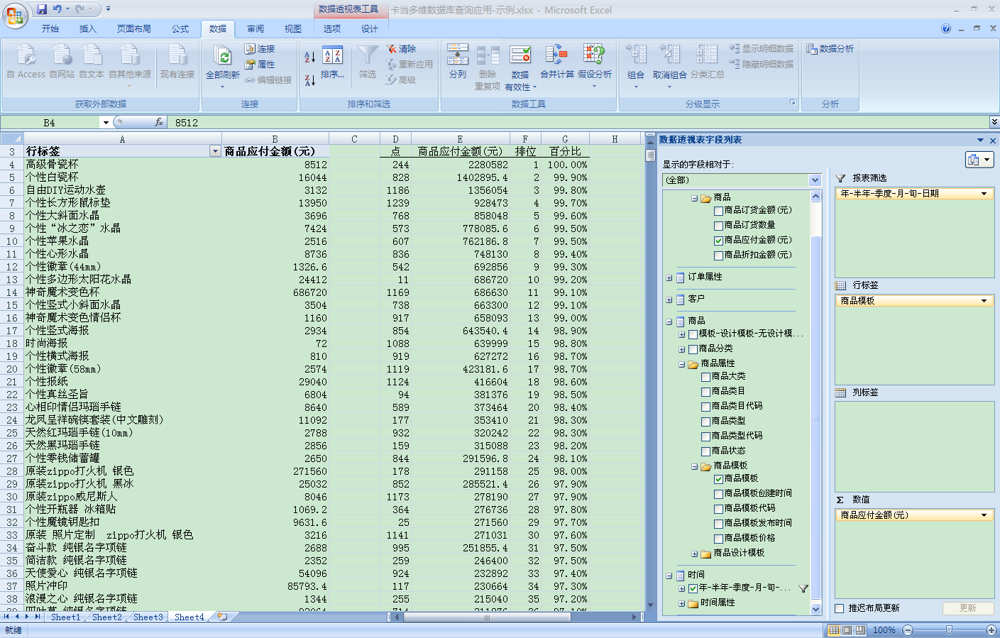 数据透视表工具
卡当多维数据库查询应用-示例.xlsx - Microsoft Excel
开始 插入 页面布局 公式 数据 审阅 视图 选项 设计
自 Access 自网站 自文本 自其他来源 现有连接
获取外部数据
全部刷新 连接 属性 编辑链接
连接
排序... 筛选 清除 重新应用 高级
排序和筛选
分列 删除重复项 数据有效性 合并计算 假设分析
数据工具
组合 取消组合 分类汇总 显示明细数据 隐藏明细数据
分级显示
数据分析
分析
B4 fx 8512
A B C D E F G H
3 行标签 商品应付金额(元) 点 商品应付金额(元) 排位 百分比
4 高级骨瓷杯 8512 244 2280582 1 100.00%
5 个性白瓷杯 16044 828 1402895.4 2 99.90%
6 自由DIY运动水壶 3132 1186 1356054 3 99.80%
7 个性长方形鼠标垫 13950 1239 928473 4 99.70%
8 个性大斜面水晶 3696 768 858048 5 99.60%
9 个性“冰之恋”水晶 7424 573 778085.6 6 99.50%
10 个性苹果水晶 2516 607 762186.8 7 99.50%
11 个性心形水晶 8736 836 748130 8 99.40%
12 个性徽章(44mm) 1326.6 542 692856 9 99.30%
13 个性多边形太阳花水晶 24412 11 686720 10 99.20%
14 神奇魔术变色杯 686720 1169 686630 11 99.10%
15 个性竖式小斜面水晶 3504 738 663300 12 99.10%
16 神奇魔术变色情侣杯 1160 917 658093 13 99.00%
17 个性竖式海报 2934 854 643540.4 14 98.90%
18 时尚海报 72 1088 639999 15 98.80%
19 个性横式海报 810 919 627272 16 98.70%
20 个性徽章(58mm) 2574 1119 423181.6 17 98.70%
21 个性报纸 29040 1124 416604 18 98.60%
22 个性真丝圣旨 6804 94 381376 19 98.50%
23 心相印情侣玛瑙手链 8640 589 373464 20 98.40%
24 龙凤呈祥碗筷套装(中文雕刻) 11092 177 353410 21 98.30%
25 天然红玛瑙手链(10mm) 2788 932 320242 22 98.30%
26 天然黑玛瑙手链 2856 159 315088 23 98.20%
27 个性零钱储蓄罐 2650 844 291596.8 24 98.10%
28 原装zippo打火机 银色 271560 178 291158 25 98.00%
29 原装zippo打火机 黑冰 25032 852 285521.4 26 97.90%
30 原装zippo威尼斯人 8046 1173 278190 27 97.90%
31 个性开瓶器 冰箱贴 1069.2 364 276736 28 97.80%
32 个性魔镜钥匙扣 9631.6 25 271560 29 97.70%
33 原装 照片定制 zippo打火机 银色 3216 1141 271031 30 97.60%
34 奋斗款 纯银名字项链 2688 995 251855.4 31 97.50%
35 简洁款 纯银名字项链 2352 259 246400 32 97.50%
36 天使爱心 纯银名字项链 54096 924 232892 33 97.40%
37 照片冲印 85793.4 117 230664 34 97.30%
38 浪漫之心 纯银名字项链 1344 255 215040 35 97.20%
Sheet1 Sheet2 Sheet3 Sheet4
就绪 100%
数据透视表字段列表
显示的字段相对于:
(全部)
商品
商品订货金额(元)
商品订货数量
商品应付金额(元)
商品折扣金额(元)
订单属性
客户
商品
模板-设计模板-无设计模...
商品分类
商品属性
商品大类
商品类目
商品类目代码
商品类型
商品类型代码
商品状态
商品模板
商品模板
商品模板创建时间
商品模板代码
商品模板发布时间
商品模板价格
商品设计模板
时间
年-半年-季度-月-旬-...
时间属性
报表筛选
年-半年-季度-月-旬-日期
行标签
商品模板
列标签
Σ 数值
商品应付金额(元)
推迟布局更新 更新